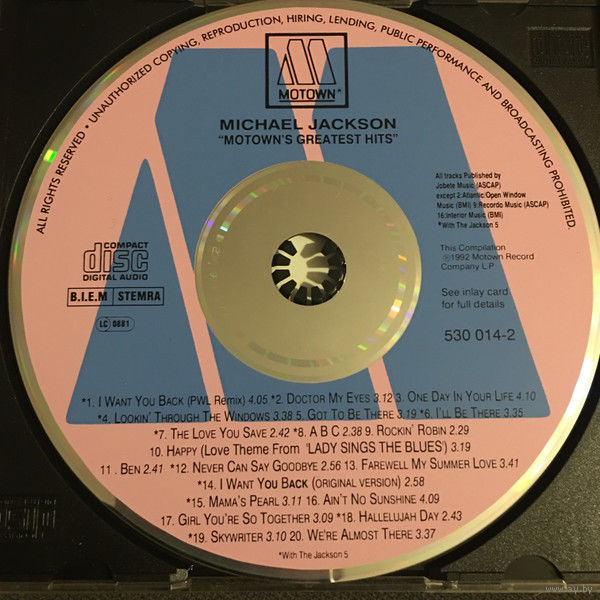 ALL RIGHTS RESERVED • UNAUTHORIZED COPYING, REPRODUCTION, HIRING, LENDING, PUBLIC PERFORMANCE AND BROADCASTING PROHIBITED.
MOTOWN*
MICHAEL JACKSON
"MOTOWN'S GREATEST HITS"
All tracks Published by
Jobete Music (ASCAP)
except 2:Atlantic/Open Window
Music (BMI) 9:Recordo Music (ASCAP)
16:Interior Music (BMI)
*With The Jackson 5
COMPACT
disc
DIGITAL AUDIO
B.I.E.M STEMRA
LC 0881
This Compilation
℗1992 Motown Record
Company L P
See inlay card
for full details
530 014-2
*1. I WANT YOU BACK (PWL Remix) 4.05 *2. DOCTOR MY EYES 3.12 3. ONE DAY IN YOUR LIFE 4.10
*4. LOOKIN' THROUGH THE WINDOWS 3.38 5. GOT TO BE THERE 3.19 *6. I'LL BE THERE 3.35
*7. THE LOVE YOU SAVE 2.42 *8. A B C 2.38 9. ROCKIN' ROBIN 2.29
10. HAPPY (Love Theme From 'LADY SINGS THE BLUES') 3.19
11. BEN 2.41 *12. NEVER CAN SAY GOODBYE 2.56 13. FAREWELL MY SUMMER LOVE 3.41
*14. I WANT YOU BACK (ORIGINAL VERSION) 2.58
*15. MAMA'S PEARL 3.11 16. AIN'T NO SUNSHINE 4.09
17. GIRL YOU'RE SO TOGETHER 3.09 *18. HALLELUJAH DAY 2.43
*19. SKYWRITER 3.10 20. WE'RE ALMOST THERE 3.37
*With The Jackson 5